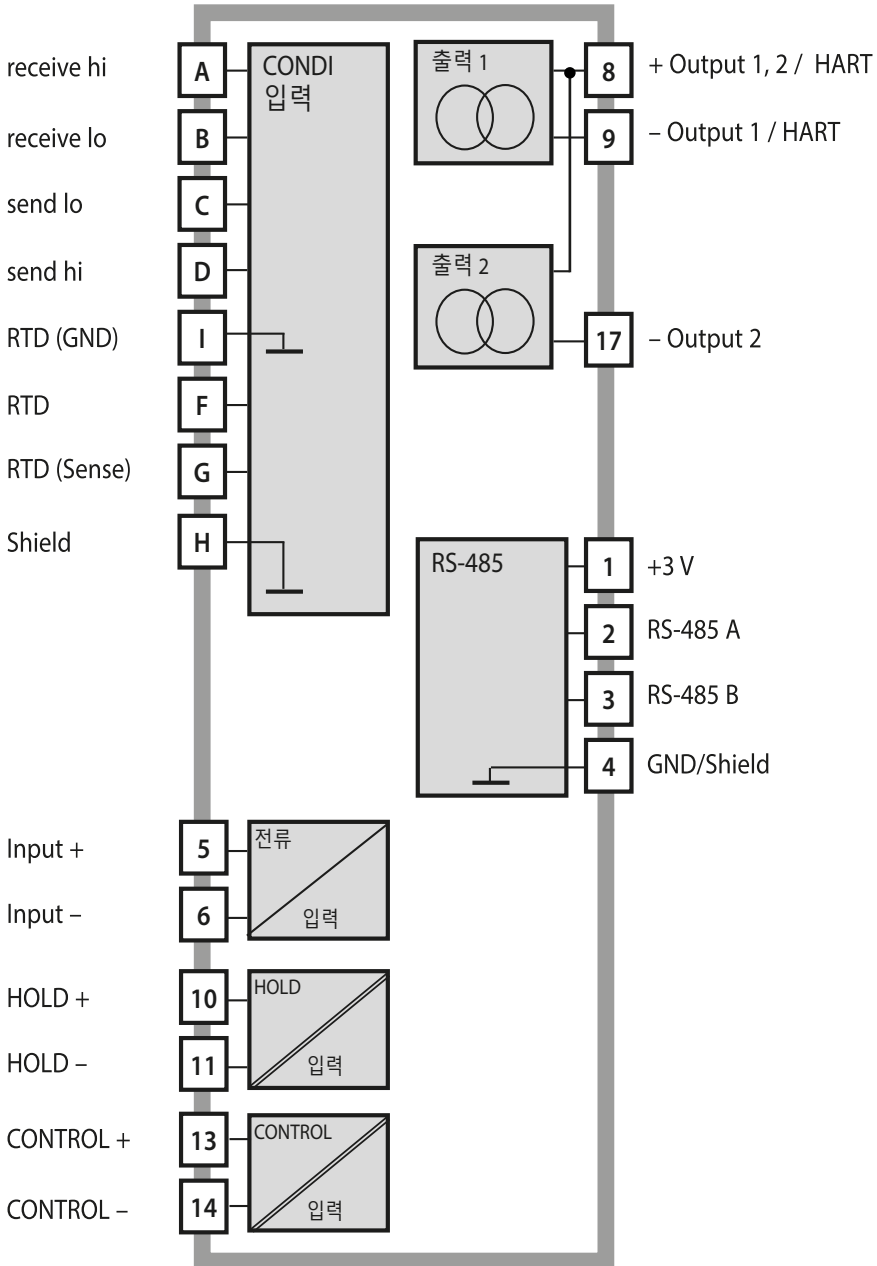 receive hi
A
receive lo
B
send lo
C
send hi
D
RTD (GND)
I
RTD
F
RTD (Sense)
G
Shield
H
CONDI
입력
출력 1
8
+ Output 1, 2 / HART
9
– Output 1 / HART
출력 2
17
– Output 2
RS-485
1
+3 V
2
RS-485 A
3
RS-485 B
4
GND/Shield
Input +
5
Input –
6
전류
입력
HOLD +
10
HOLD –
11
HOLD
입력
CONTROL +
13
CONTROL –
14
CONTROL
입력